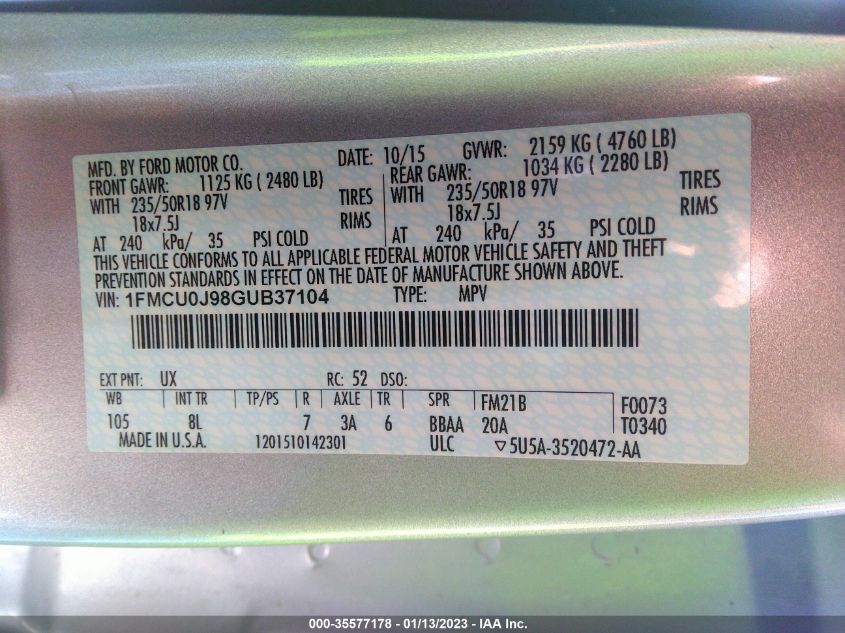 MFD. BY FORD MOTOR CO. DATE: 10/15 GVWR: 2159 KG ( 4760 LB)
FRONT GAWR: 1125 KG ( 2480 LB) REAR GAWR: 1034 KG ( 2280 LB)
WITH 235/50R18 97V TIRES WITH 235/50R18 97V TIRES
18x7.5J RIMS 18x7.5J RIMS
AT 240 kPa/ 35 PSI COLD AT 240 kPa/ 35 PSI COLD
THIS VEHICLE CONFORMS TO ALL APPLICABLE FEDERAL MOTOR VEHICLE SAFETY AND THEFT
PREVENTION STANDARDS IN EFFECT ON THE DATE OF MANUFACTURE SHOWN ABOVE.
VIN: 1FMCU0J98GUB37104 TYPE: MPV
EXT PNT: UX RC: 52 DSO:
WB INT TR TP/PS R AXLE TR SPR FM21B F0073
105 8L 7 3A 6 BBAA 20A T0340
MADE IN U.S.A. 1201510142301 ULC ▽5U5A-3520472-AA
000-35577178 - 01/13/2023 - IAA Inc.